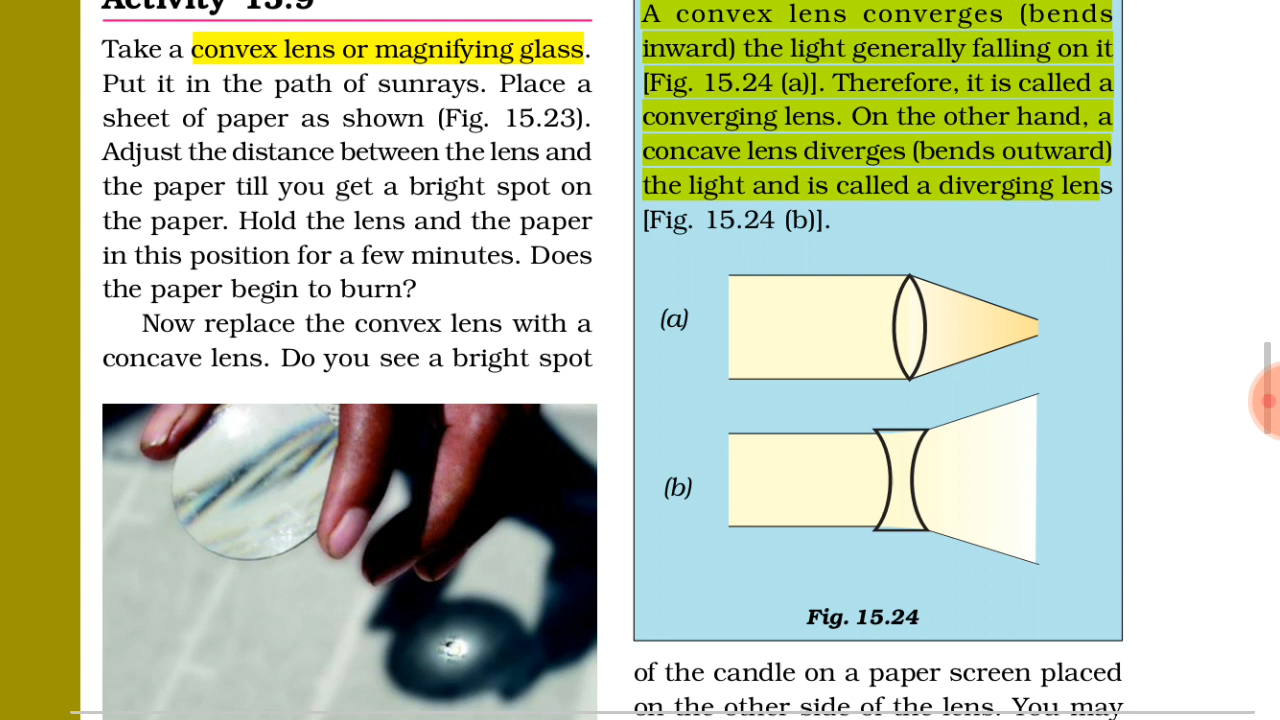 Activity 15.9
Take a convex lens or magnifying glass.
Put it in the path of sunrays. Place a
sheet of paper as shown (Fig. 15.23).
Adjust the distance between the lens and
the paper till you get a bright spot on
the paper. Hold the lens and the paper
in this position for a few minutes. Does
the paper begin to burn?
Now replace the convex lens with a
concave lens. Do you see a bright spot
A convex lens converges (bends
inward) the light generally falling on it
[Fig. 15.24 (a)]. Therefore, it is called a
converging lens. On the other hand, a
concave lens diverges (bends outward)
the light and is called a diverging lens
[Fig. 15.24 (b)].
(a)
(b)
Fig. 15.24
of the candle on a paper screen placed
on the other side of the lens. You may